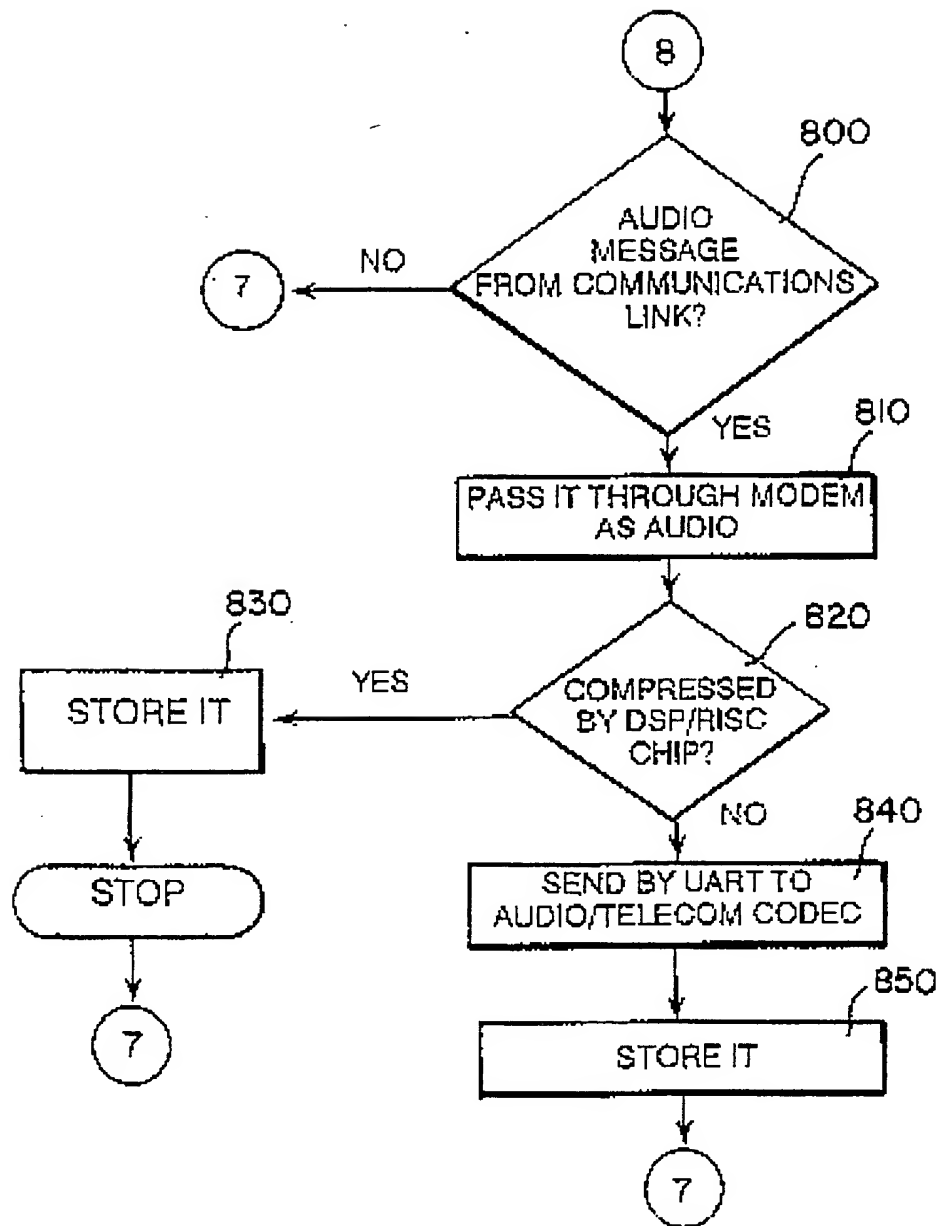 8
800
AUDIO
MESSAGE
FROM COMMUNICATIONS
LINK?
NO
7
YES
810
PASS IT THROUGH MODEM
AS AUDIO
820
COMPRESSED
BY DSP/RISC
CHIP?
YES
830
STORE IT
STOP
7
NO
840
SEND BY UART TO
AUDIO/TELECOM CODEC
850
STORE IT
7